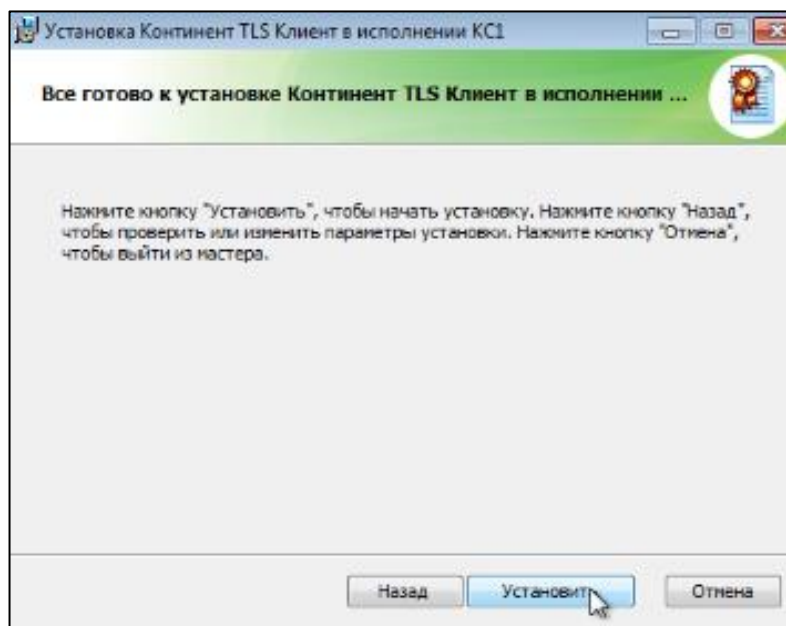 Установка Континент TLS Клиент в исполнении КС1
Все готово к установке Континент TLS Клиент в исполнении ...
Нажмите кнопку "Установить", чтобы начать установку. Нажмите кнопку "Назад",
чтобы проверить или изменить параметры установки. Нажмите кнопку "Отмена",
чтобы выйти из мастера.
Назад Установить Отмена